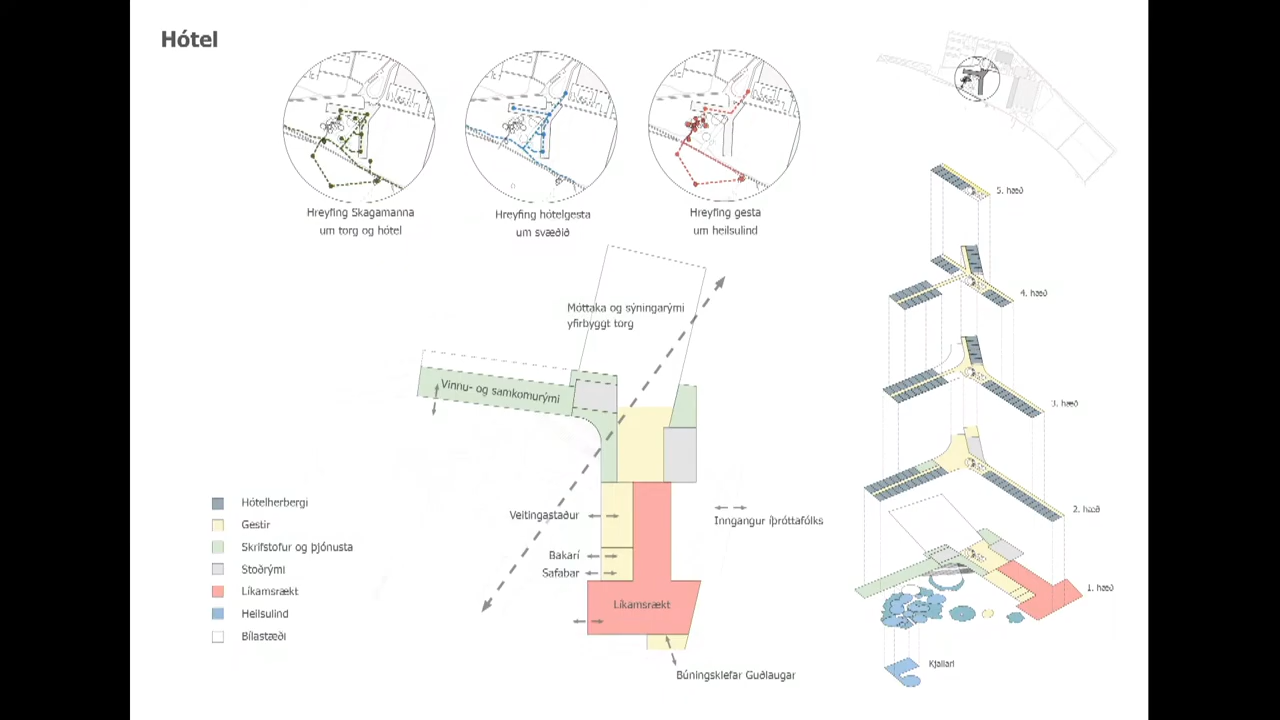 Hótel
Hreyfing Skagamanna
um torg og hótel
Hreyfing hótelgesta
um svæðið
Hreyfing gesta
um heilsulind
5. hæð
4. hæð
3. hæð
2. hæð
1. hæð
Kjallari
Móttaka og sýningarými
yfirbyggt torg
Vinnu- og samkomurými
Veitingastaður
Bakarí
Safabar
Líkamsrækt
Inngangur íþróttafólks
Búningsklefar Guðlaugar
Hótelherbergi
Gestir
Skrifstofur og þjónusta
Stoðrými
Líkamsrækt
Heilsulind
Bílastæði